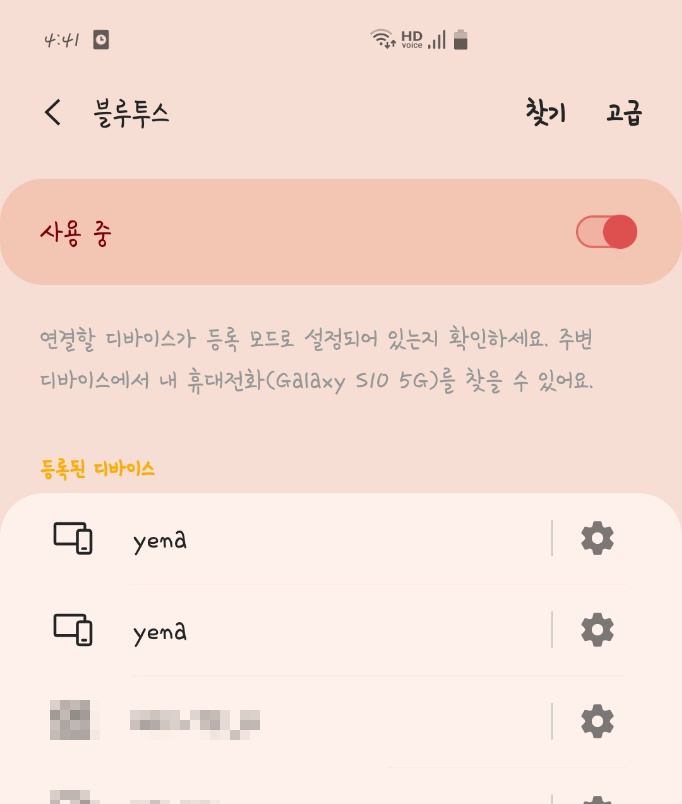 4:41
HD voice
블루투스 찾기 고급
사용 중
연결할 디바이스가 등록 모드로 설정되어 있는지 확인하세요. 주변
디바이스에서 내 휴대전화(Galaxy S10 5G)를 찾을 수 있어요.
등록된 디바이스
yena
yena